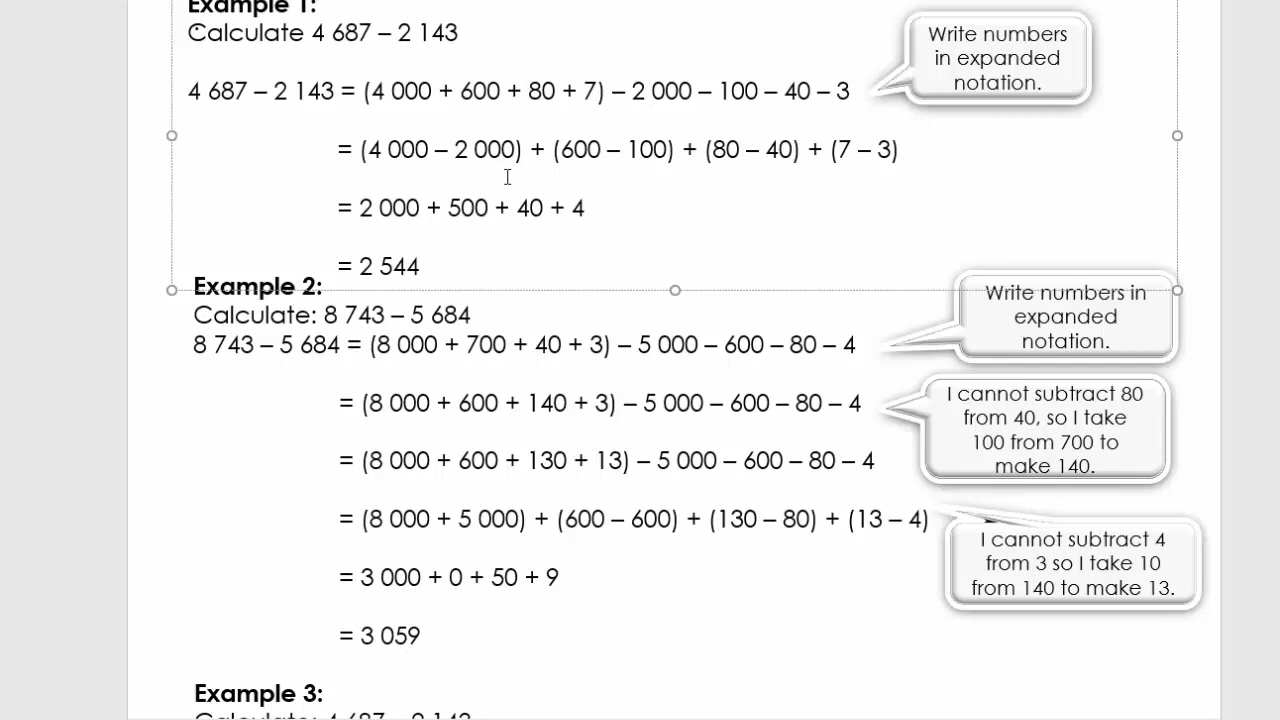 Example 1:
Calculate 4 687 – 2 143
Write numbers
in expanded
notation.
4 687 – 2 143 = (4 000 + 600 + 80 + 7) – 2 000 – 100 – 40 – 3
= (4 000 – 2 000) + (600 – 100) + (80 – 40) + (7 – 3)
= 2 000 + 500 + 40 + 4
= 2 544
Example 2:
Calculate: 8 743 – 5 684
Write numbers in
expanded
notation.
8 743 – 5 684 = (8 000 + 700 + 40 + 3) – 5 000 – 600 – 80 – 4
= (8 000 + 600 + 140 + 3) – 5 000 – 600 – 80 – 4
I cannot subtract 80
from 40, so I take
100 from 700 to
make 140.
= (8 000 + 600 + 130 + 13) – 5 000 – 600 – 80 – 4
= (8 000 + 5 000) + (600 – 600) + (130 – 80) + (13 – 4)
I cannot subtract 4
from 3 so I take 10
from 140 to make 13.
= 3 000 + 0 + 50 + 9
= 3 059
Example 3:
Calculate: 4 687 – 2 143